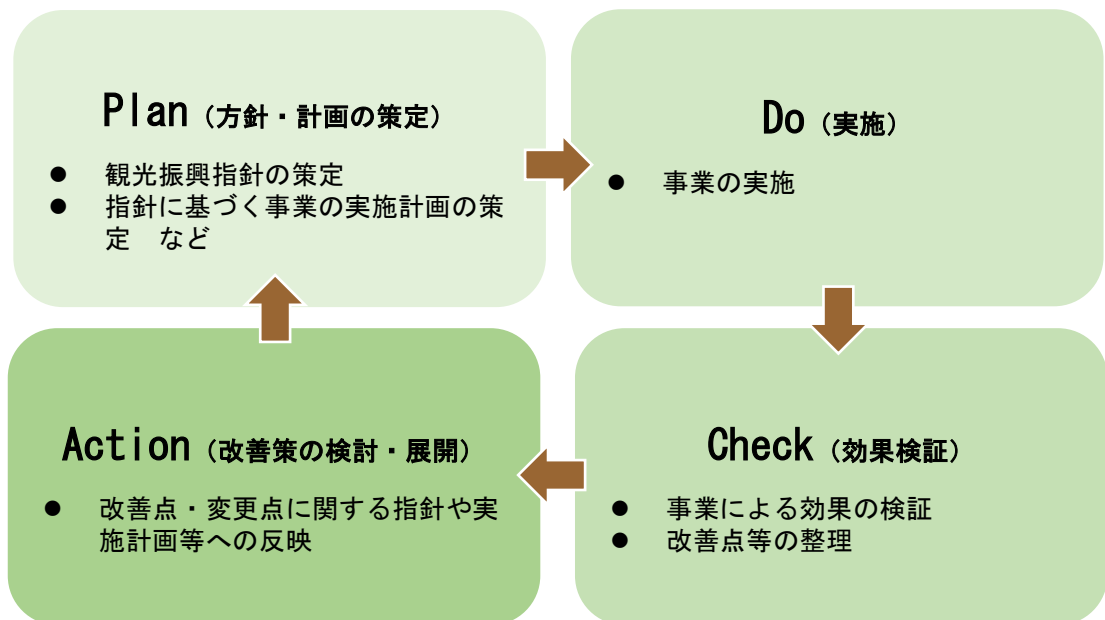 Plan（方針・計画の策定）
● 観光振興指針の策定
● 指針に基づく事業の実施計画の策
定　など
Do（実施）
● 事業の実施
Action（改善策の検討・展開）
● 改善点・変更点に関する指針や実
施計画等への反映
Check（効果検証）
● 事業による効果の検証
● 改善点等の整理